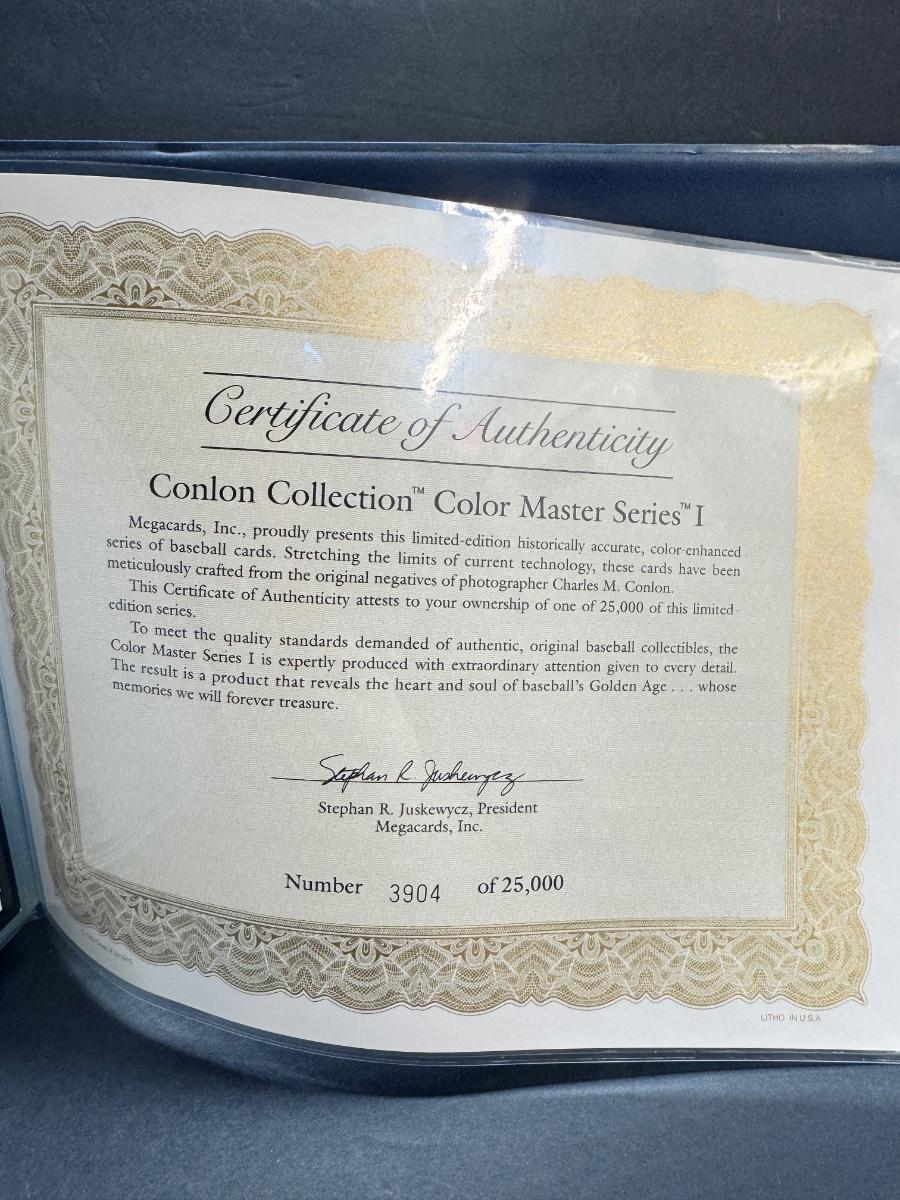 Certificate of Authenticity
Conlon Collection™ Color Master Series™ I
Megacards, Inc., proudly presents this limited-edition historically accurate, color-enhanced
series of baseball cards. Stretching the limits of current technology, these cards have been
meticulously crafted from the original negatives of photographer Charles M. Conlon.
This Certificate of Authenticity attests to your ownership of one of 25,000 of this limited-
edition series.
To meet the quality standards demanded of authentic, original baseball collectibles, the
Color Master Series I is expertly produced with extraordinary attention given to every detail.
The result is a product that reveals the heart and soul of baseball's Golden Age . . . whose
memories we will forever treasure.
Stephan R. Juskewycz
Stephan R. Juskewycz, President
Megacards, Inc.
Number 3904 of 25,000
LITHO. IN U.S.A.